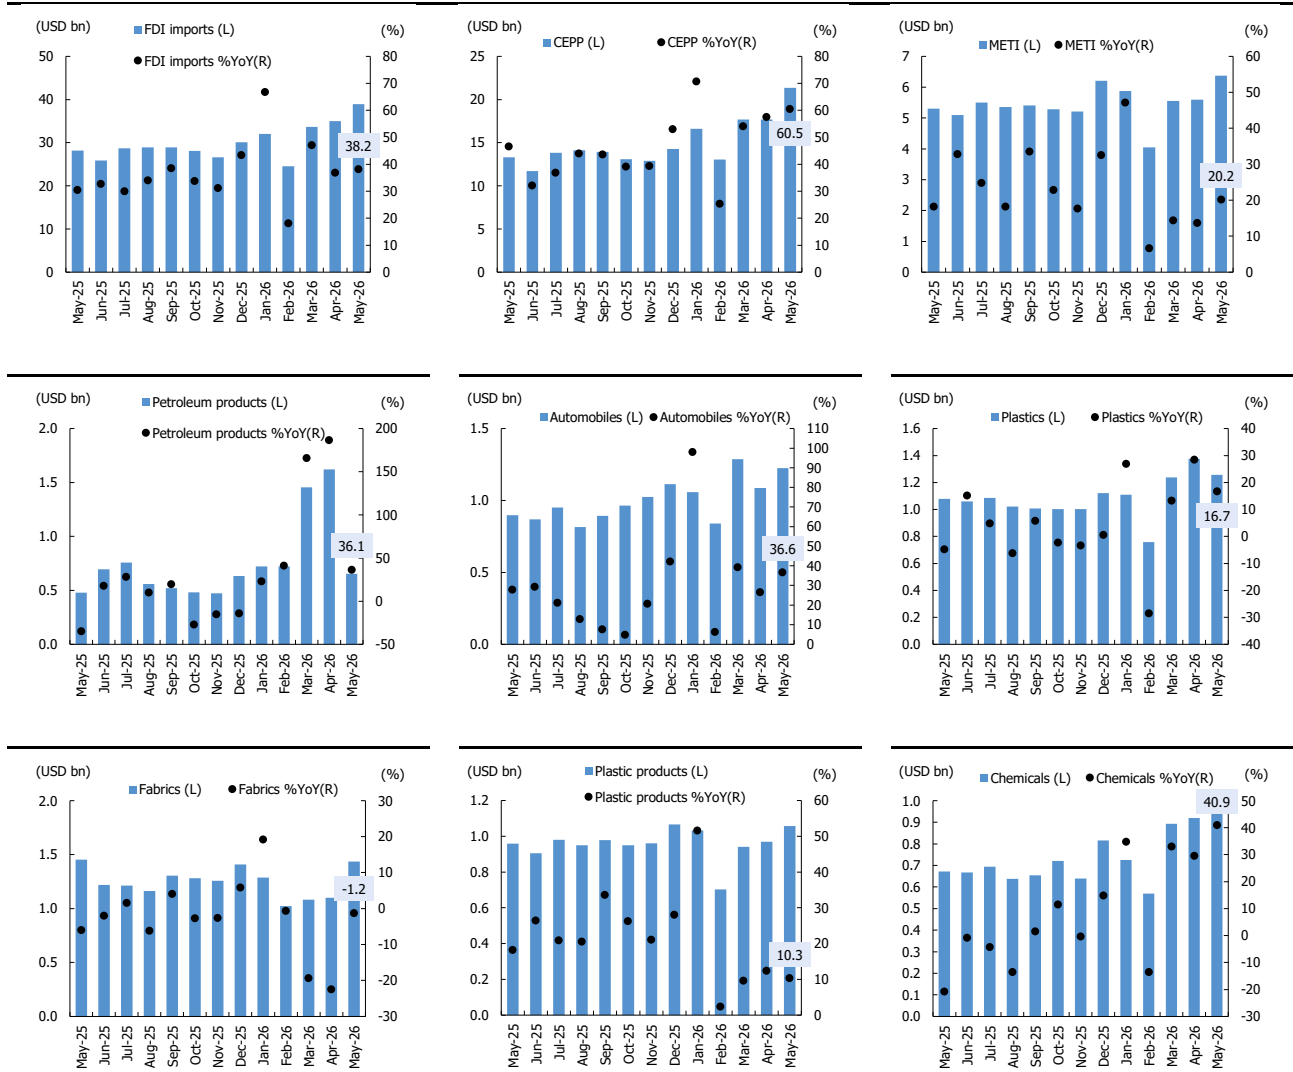 (USD bn)
FDI imports (L)
(%)
FDI imports %YoY(R)
50
40
30
20
10
0
80
70
60
50
40
30
20
10
0
38.2
May-25
Jun-25
Jul-25
Aug-25
Sep-25
Oct-25
Nov-25
Dec-25
Jan-26
Feb-26
Mar-26
Apr-26
May-26
(USD bn)
CEPP (L)
CEPP %YoY(R)
(%)
25
20
15
10
5
0
80
70
60
50
40
30
20
10
0
60.5
May-25
Jun-25
Jul-25
Aug-25
Sep-25
Oct-25
Nov-25
Dec-25
Jan-26
Feb-26
Mar-26
Apr-26
May-26
(USD bn)
METI (L)
METI %YoY(R)
(%)
7
6
5
4
3
2
1
0
60
50
40
30
20
10
0
20.2
May-25
Jun-25
Jul-25
Aug-25
Sep-25
Oct-25
Nov-25
Dec-25
Jan-26
Feb-26
Mar-26
Apr-26
May-26
(USD bn)
Petroleum products (L)
(%)
Petroleum products %YoY(R)
2.0
1.5
1.0
0.5
0.0
200
150
100
50
0
-50
36.1
May-25
Jun-25
Jul-25
Aug-25
Sep-25
Oct-25
Nov-25
Dec-25
Jan-26
Feb-26
Mar-26
Apr-26
May-26
(USD bn)
Automobiles (L)
Automobiles %YoY(R)
(%)
1.5
1.0
0.5
0.0
110
100
90
80
70
60
50
40
30
20
10
0
36.6
May-25
Jun-25
Jul-25
Aug-25
Sep-25
Oct-25
Nov-25
Dec-25
Jan-26
Feb-26
Mar-26
Apr-26
May-26
(USD bn)
Plastics (L)
Plastics %YoY(R)
(%)
1.6
1.4
1.2
1.0
0.8
0.6
0.4
0.2
0.0
40
30
20
10
0
-10
-20
-30
-40
16.7
May-25
Jun-25
Jul-25
Aug-25
Sep-25
Oct-25
Nov-25
Dec-25
Jan-26
Feb-26
Mar-26
Apr-26
May-26
(USD bn)
Fabrics (L)
Fabrics %YoY(R)
(%)
2.0
1.5
1.0
0.5
0.0
30
20
10
0
-10
-20
-30
-1.2
May-25
Jun-25
Jul-25
Aug-25
Sep-25
Oct-25
Nov-25
Dec-25
Jan-26
Feb-26
Mar-26
Apr-26
May-26
(USD bn)
Plastic products (L)
(%)
Plastic products %YoY(R)
1.2
1.0
0.8
0.6
0.4
0.2
0.0
60
50
40
30
20
10
0
10.3
May-25
Jun-25
Jul-25
Aug-25
Sep-25
Oct-25
Nov-25
Dec-25
Jan-26
Feb-26
Mar-26
Apr-26
May-26
(USD bn)
Chemicals (L)
Chemicals %YoY(R)
(%)
1.0
0.9
0.8
0.7
0.6
0.5
0.4
0.3
0.2
0.1
0.0
50
40
30
20
10
0
-10
-20
-30
40.9
May-25
Jun-25
Jul-25
Aug-25
Sep-25
Oct-25
Nov-25
Dec-25
Jan-26
Feb-26
Mar-26
Apr-26
May-26